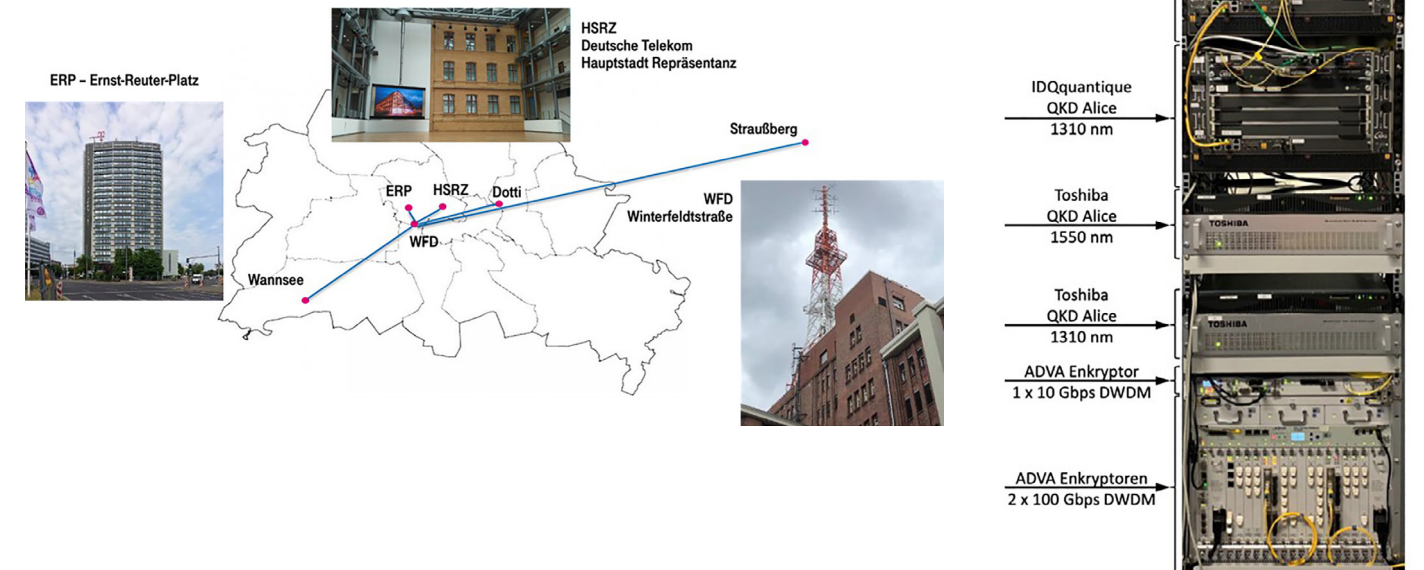 ERP – Ernst-Reuter-Platz
HSRZ
Deutsche Telekom
Hauptstadt Repräsentanz
Straußberg
ERP
HSRZ
Dotti
WFD
Wannsee
WFD
Winterfeldtstraße
IDQquantique
QKD Alice
1310 nm
Toshiba
QKD Alice
1550 nm
Toshiba
QKD Alice
1310 nm
ADVA Enkryptor
1 x 10 Gbps DWDM
ADVA Enkryptoren
2 x 100 Gbps DWDM
TOSHIBA
TOSHIBA